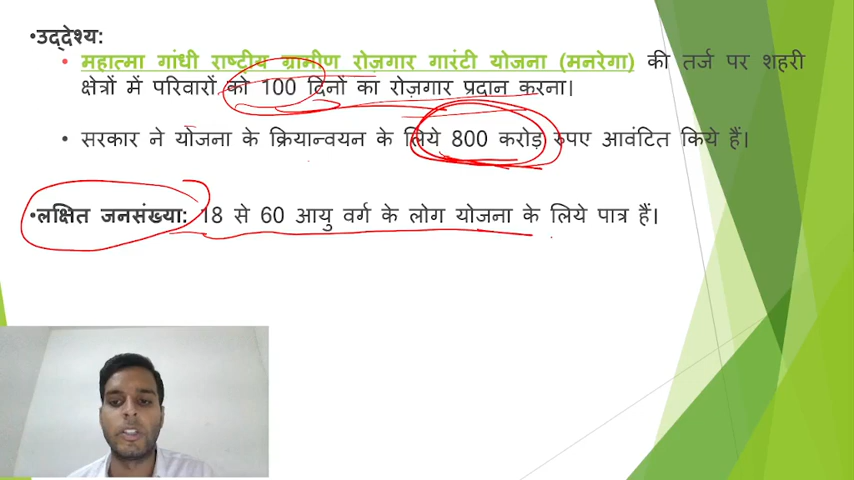 •उद्देश्य:
• महात्मा गांधी राष्ट्रीय ग्रामीण रोज़गार गारंटी योजना (मनरेगा) की तर्ज पर शहरी
क्षेत्रों में परिवारों को 100 दिनों का रोज़गार प्रदान करना।
• सरकार ने योजना के क्रियान्वयन के लिये 800 करोड़ रुपए आवंटित किये हैं।
•लक्षित जनसंख्या: 18 से 60 आयु वर्ग के लोग योजना के लिये पात्र हैं।